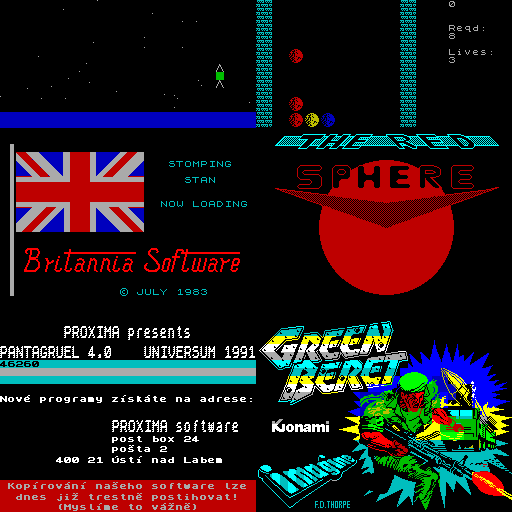 0
Reqd:
8
Lives:
3
THE RED
SPHERE
STOMPING
STAN
NOW LOADING
Britannia Software
© JULY 1983
PROXIMA presents
PANTAGRUEL 4.0 UNIVERSUM 1991
46260
Nové programy získáte na adrese:
PROXIMA software
post box 24
pošta 2
400 21 Ústí nad Labem
Kopírování našeho software lze
dnes již trestně postihovat!
(Myslíme to vážně)
GREEN
BERET
Konami
imagine
F.D.THORPE